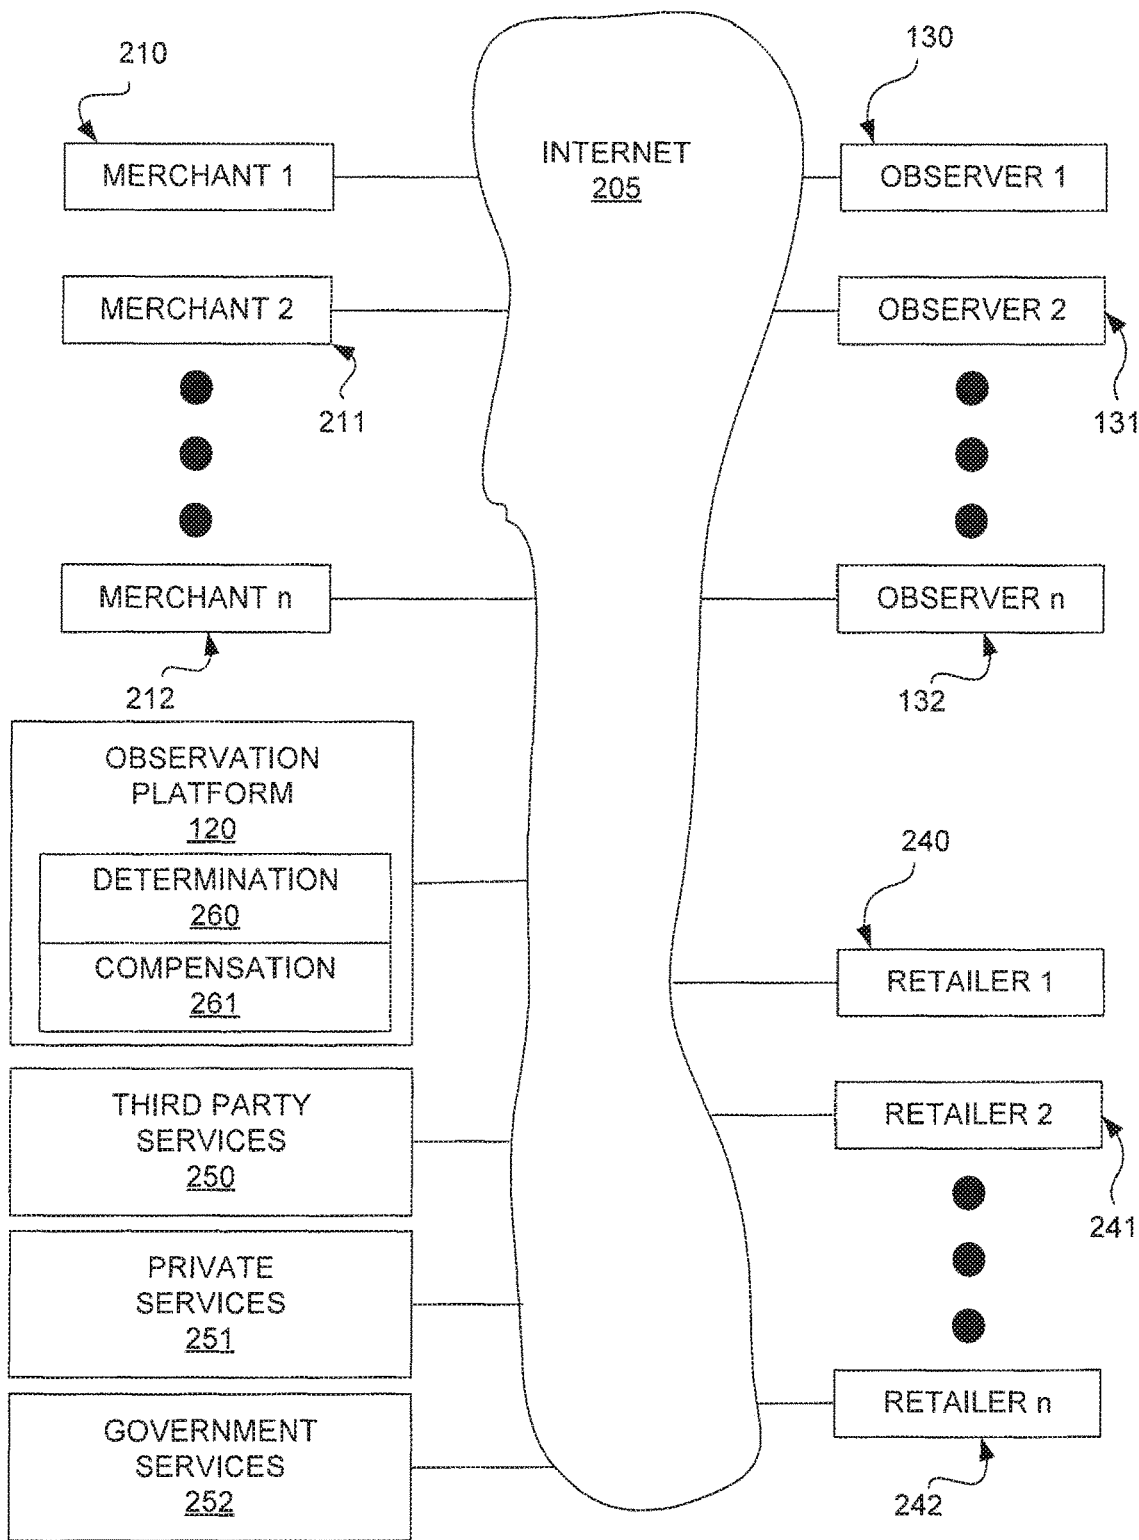 210
MERCHANT 1
MERCHANT 2
211
MERCHANT n
212
OBSERVATION
PLATFORM
120
DETERMINATION
260
COMPENSATION
261
THIRD PARTY
SERVICES
250
PRIVATE
SERVICES
251
GOVERNMENT
SERVICES
252
INTERNET
205
130
OBSERVER 1
OBSERVER 2
131
OBSERVER n
132
240
RETAILER 1
RETAILER 2
241
RETAILER n
242